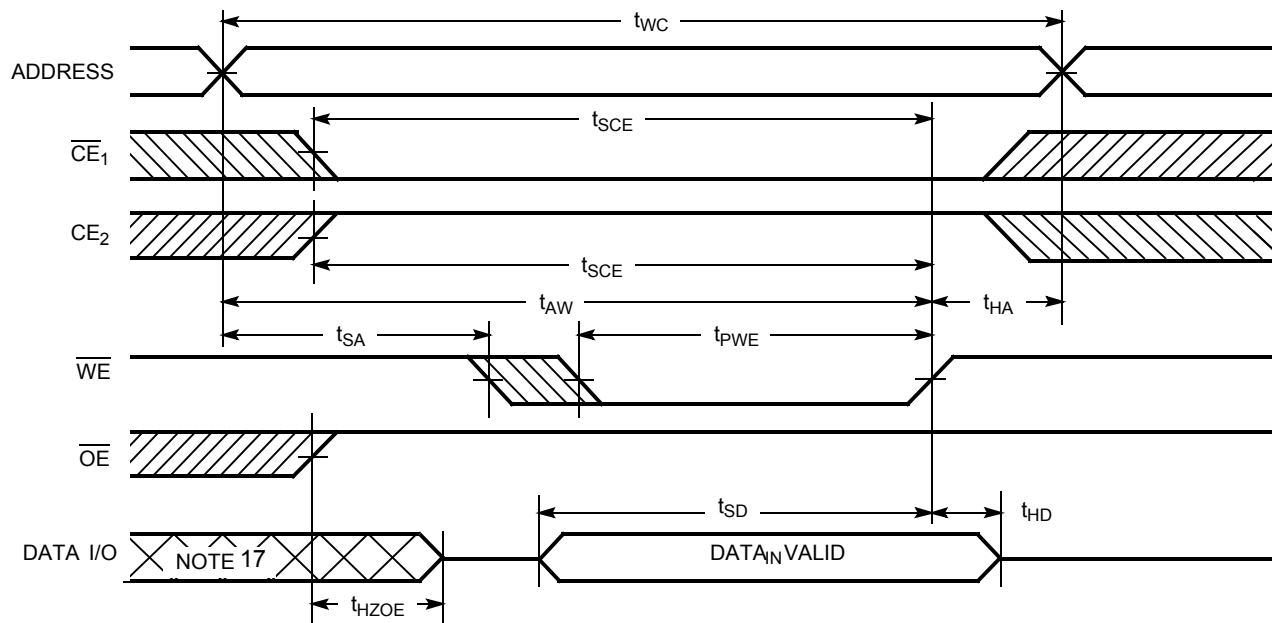 tWC
ADDRESS
tSCE
CE1
CE2
tSCE
tAW
tHA
tSA
tPWE
WE
OE
tSD
tHD
DATA I/O
NOTE 17
DATAIN VALID
tHZOE